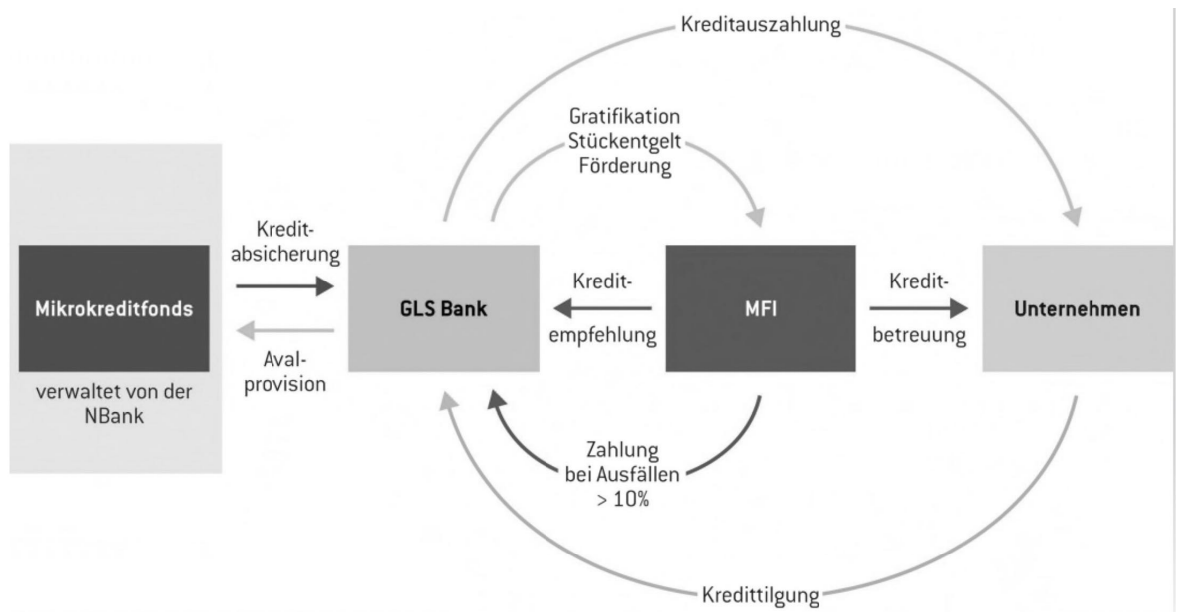 Kreditauszahlung
Gratifikation
Stückentgelt
Förderung
Kredit-
absicherung
Mikrokreditfonds
GLS Bank
Kredit-
empfehlung
MFI
Kredit-
betreuung
Unternehmen
Aval-
provision
verwaltet von der
NBank
Zahlung
bei Ausfällen
> 10%
Kredittilgung